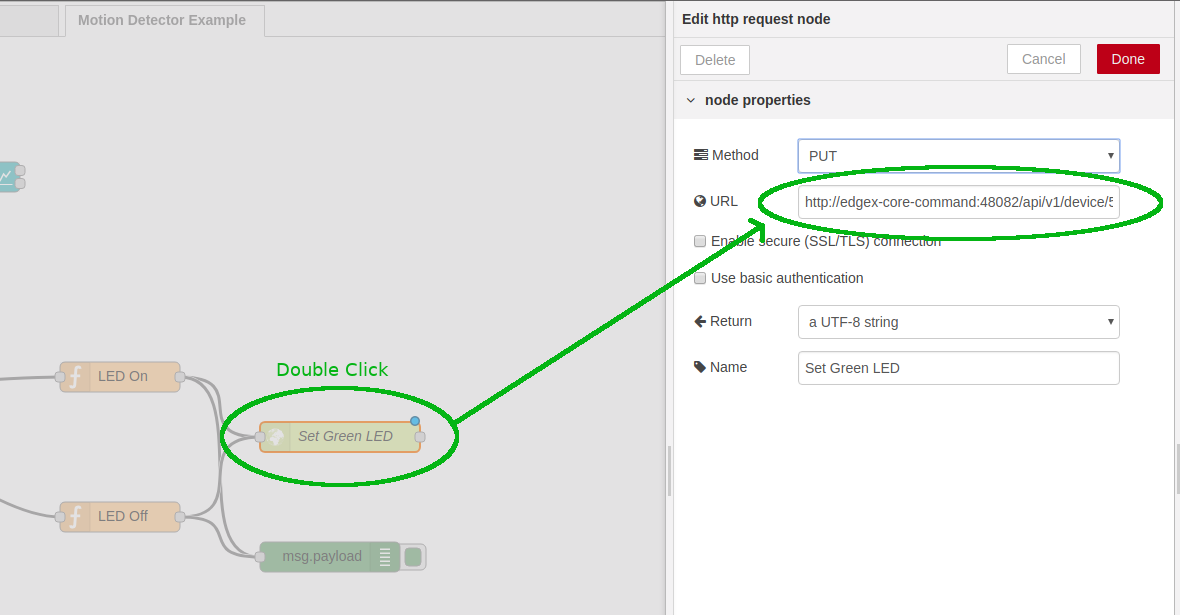 Motion Detector Example
Edit http request node
Delete
Cancel
Done
node properties
Method
PUT
URL
http://edgex-core-command:48082/api/v1/device/5
Enable secure (SSL/TLS) connection
Use basic authentication
Return
a UTF-8 string
Name
Set Green LED
LED On
Double Click
Set Green LED
LED Off
msg.payload